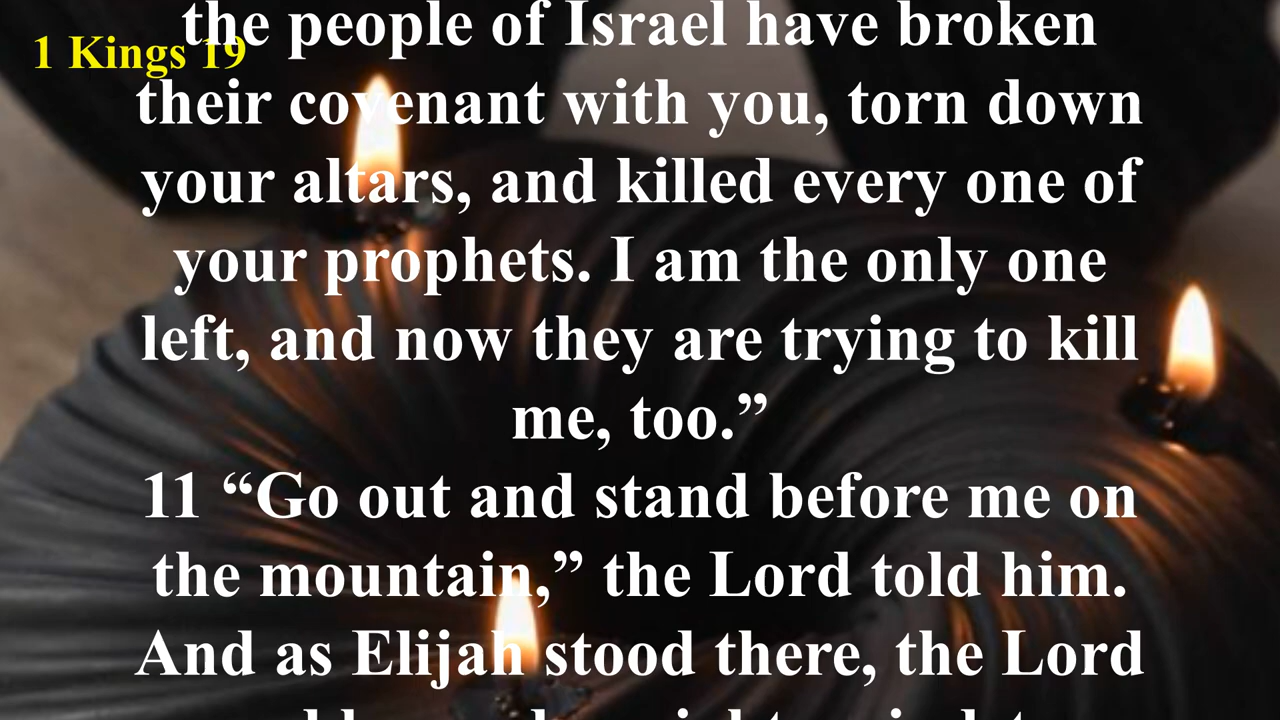 the people of Israel have broken
1 Kings 19
their covenant with you, torn down
your altars, and killed every one of
your prophets. I am the only one
left, and now they are trying to kill
me, too.”
11 “Go out and stand before me on
the mountain,” the Lord told him.
And as Elijah stood there, the Lord